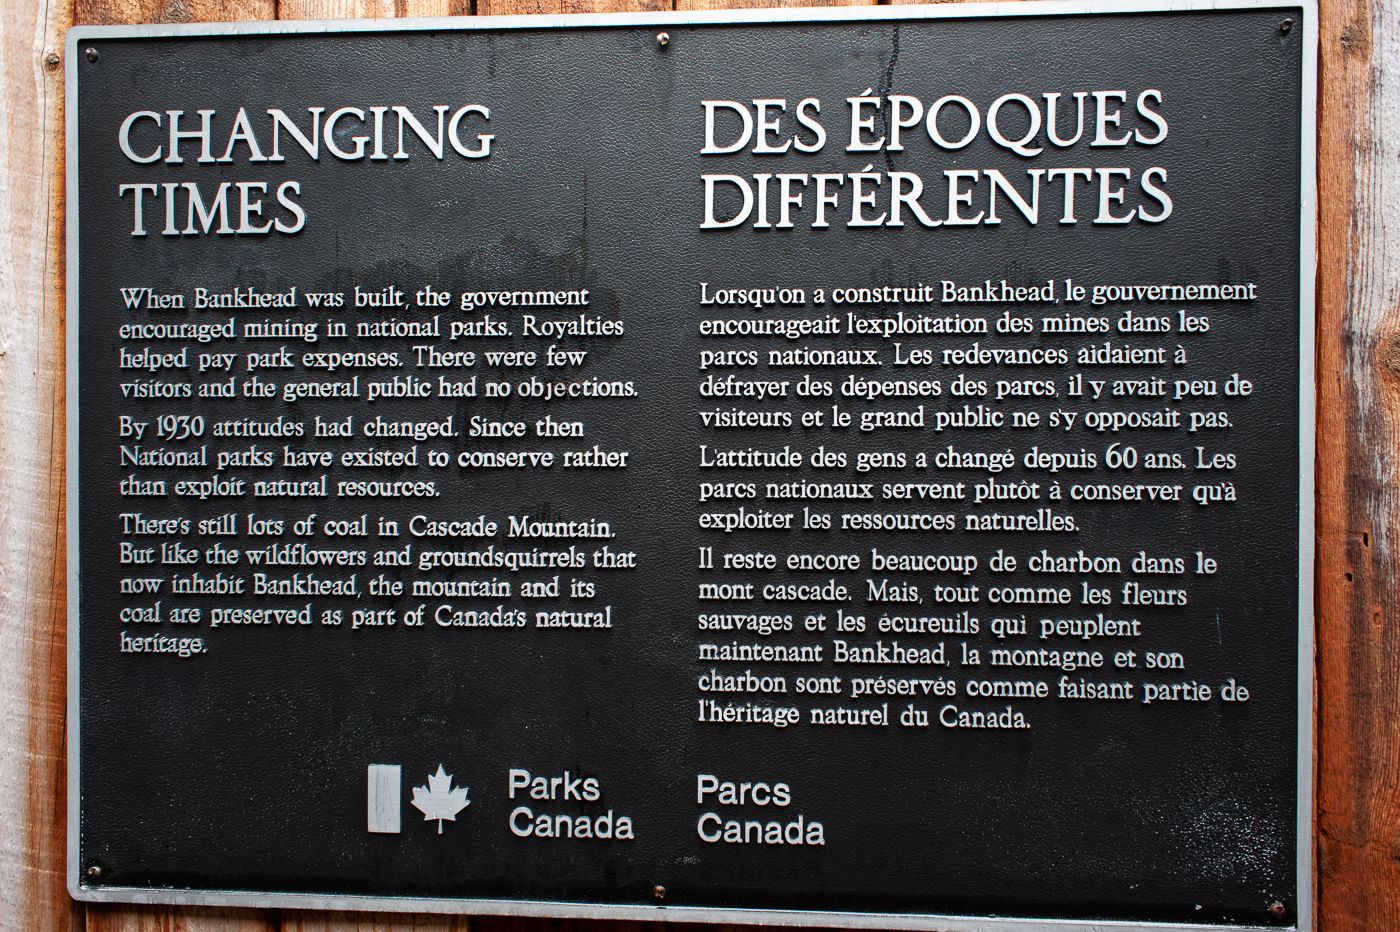 CHANGING
TIMES
When Bankhead was built, the government
encouraged mining in national parks. Royalties
helped pay park expenses. There were few
visitors and the general public had no objections.
By 1930 attitudes had changed. Since then
National parks have existed to conserve rather
than exploit natural resources.
There's still lots of coal in Cascade Mountain.
But like the wildflowers and groundsquirrels that
now inhabit Bankhead, the mountain and its
coal are preserved as part of Canada's natural
heritage.
DES ÉPOQUES
DIFFÉRENTES
Lorsqu'on a construit Bankhead, le gouvernement
encourageait l'exploitation des mines dans les
parcs nationaux. Les redevances aidaient à
défrayer des dépenses des parcs, il y avait peu de
visiteurs et le grand public ne s'y opposait pas.
L'attitude des gens a changé depuis 60 ans. Les
parcs nationaux servent plutôt à conserver qu'à
exploiter les ressources naturelles.
Il reste encore beaucoup de charbon dans le
mont cascade. Mais, tout comme les fleurs
sauvages et les écureuils qui peuplent
maintenant Bankhead, la montagne et son
charbon sont préservés comme faisant partie de
l'héritage naturel du Canada.
Parks
Canada
Parcs
Canada